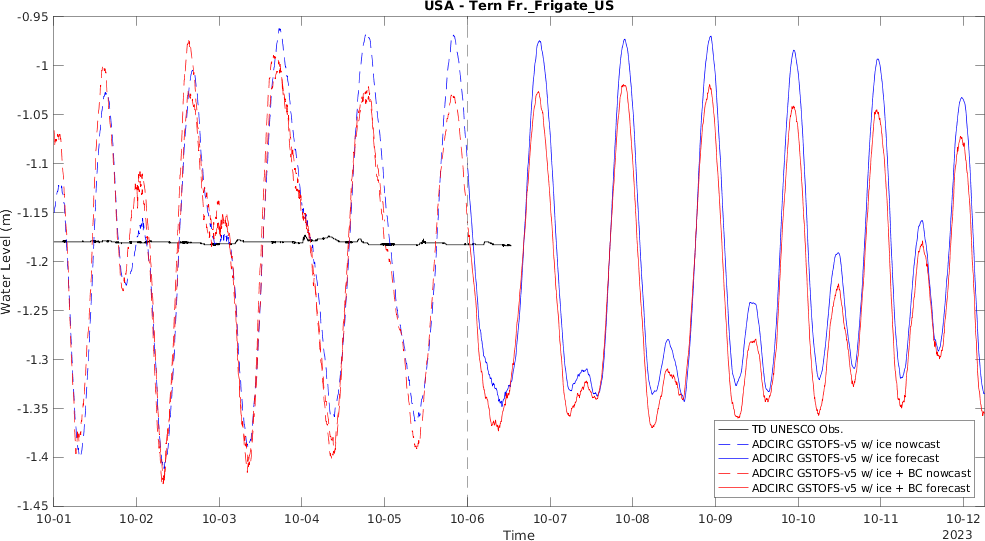 USA - Tern Fr._Frigate_US
Water Level (m)
-0.95
-1
-1.05
-1.1
-1.15
-1.2
-1.25
-1.3
-1.35
-1.4
-1.45
TD UNESCO Obs.
ADCIRC GSTOFS-v5 w/ ice nowcast
ADCIRC GSTOFS-v5 w/ ice forecast
ADCIRC GSTOFS-v5 w/ ice + BC nowcast
ADCIRC GSTOFS-v5 w/ ice + BC forecast
10-01 10-02 10-03 10-04 10-05 10-06 10-07 10-08 10-09 10-10 10-11 10-12
2023
Time